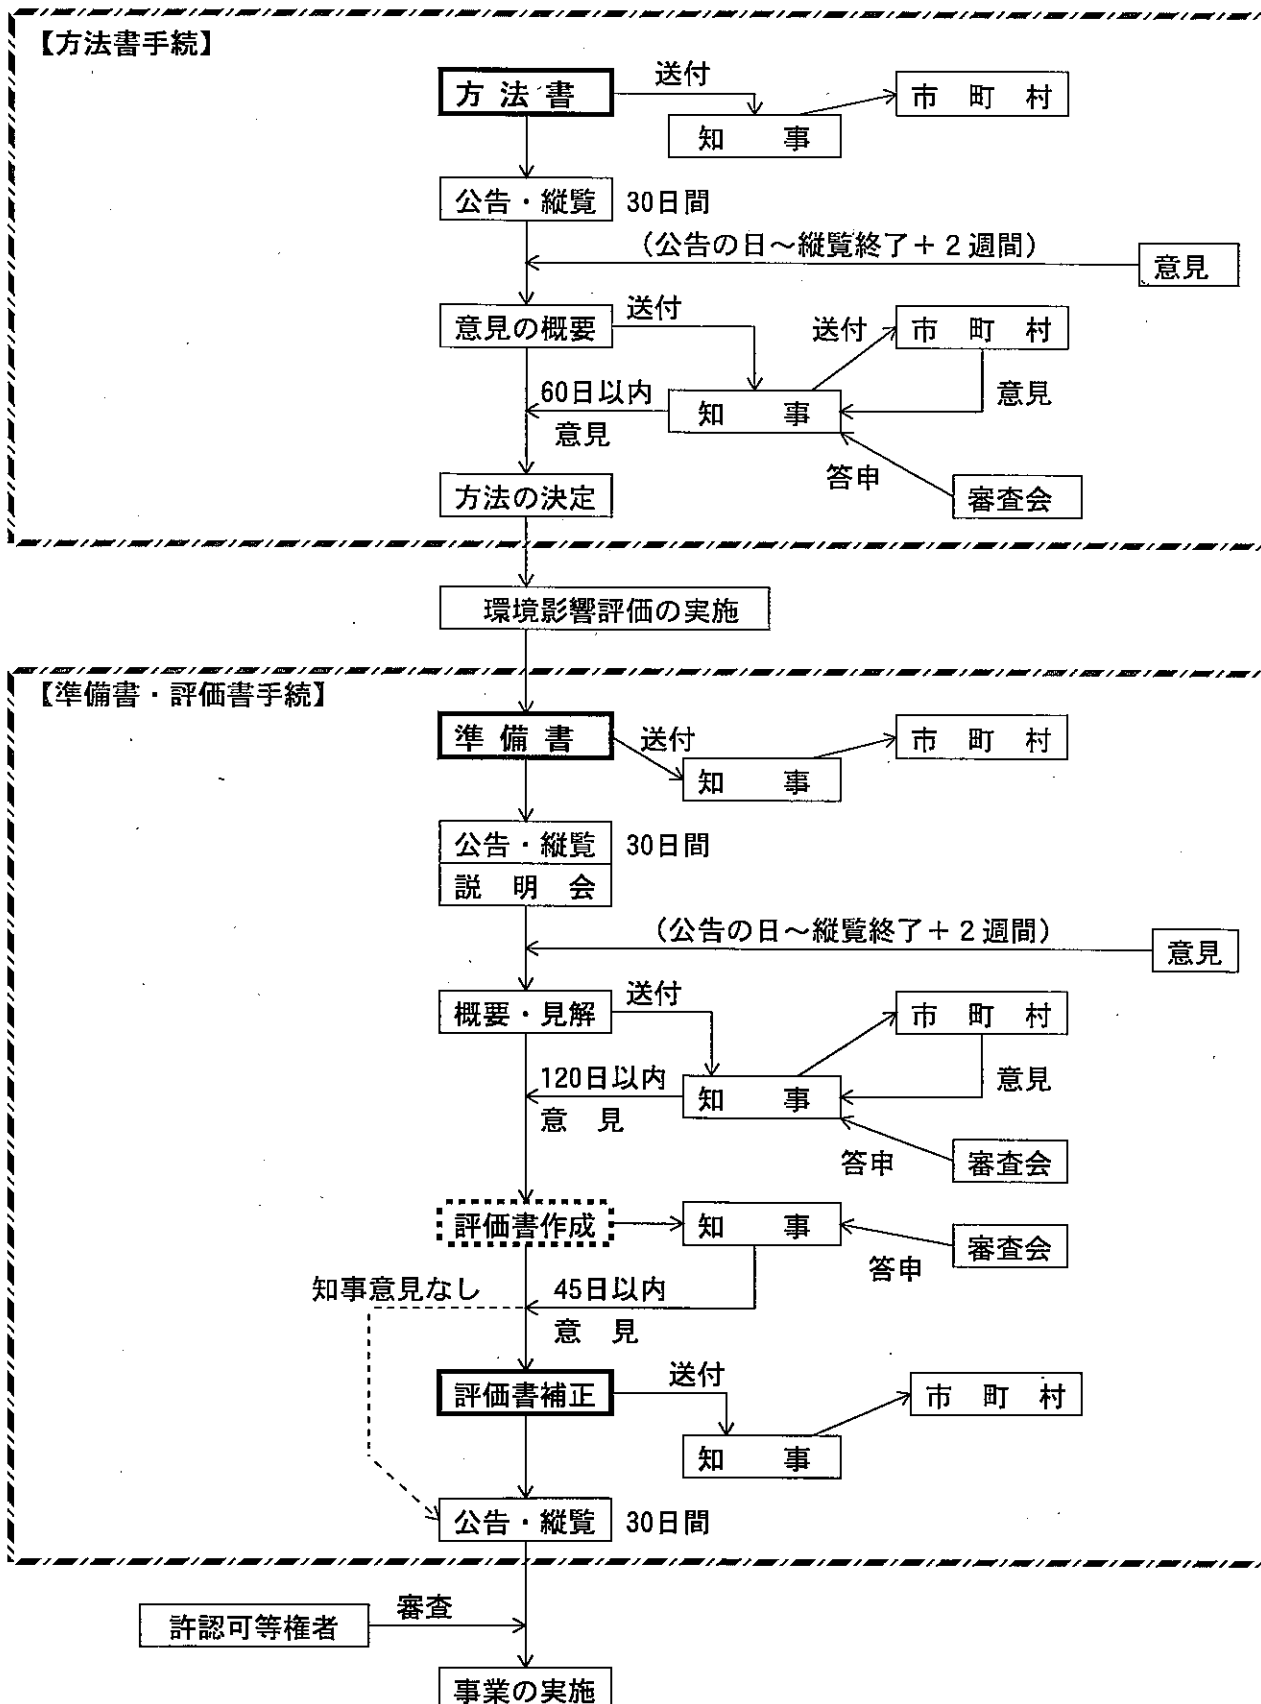 【方法書手続】
方法書
送付
知事
市町村
公告・縦覧 30日間
（公告の日～縦覧終了＋２週間）
意見
意見の概要
送付
送付
市町村
60日以内
意見
知事
意見
答申
審査会
方法の決定
環境影響評価の実施
【準備書・評価書手続】
準備書
送付
知事
市町村
公告・縦覧 30日間
説明会
（公告の日～縦覧終了＋２週間）
意見
概要・見解
送付
市町村
120日以内
意見
知事
意見
答申
審査会
評価書作成
知事
審査会
答申
知事意見なし
45日以内
意見
評価書補正
送付
知事
市町村
公告・縦覧 30日間
許認可等権者
審査
事業の実施